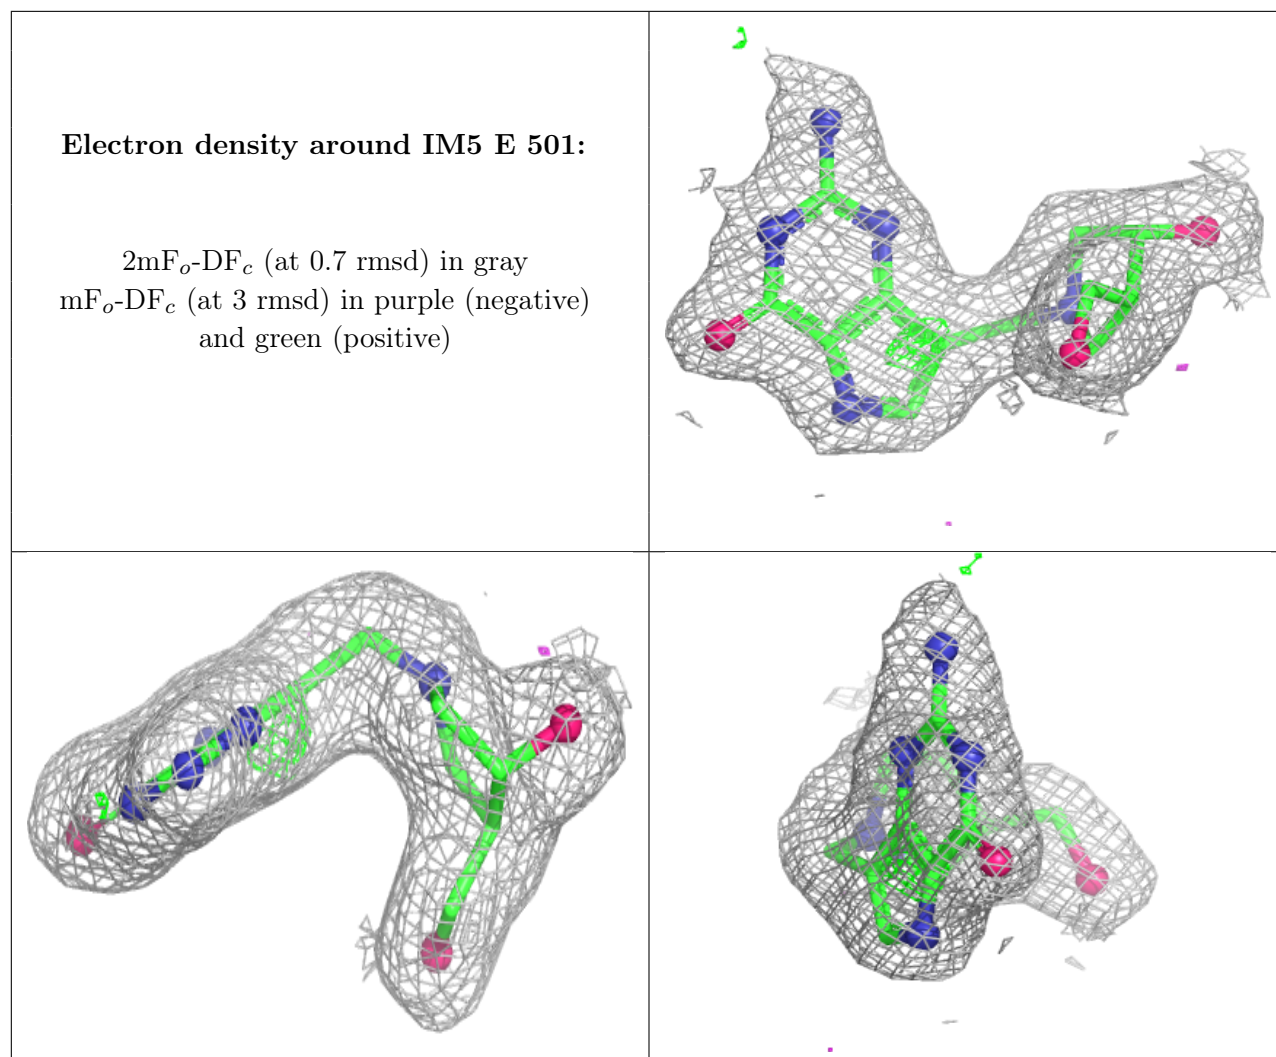 Electron density around IM5 E 501:
2mFo-DFc (at 0.7 rmsd) in gray
mFo-DFc (at 3 rmsd) in purple (negative)
and green (positive)